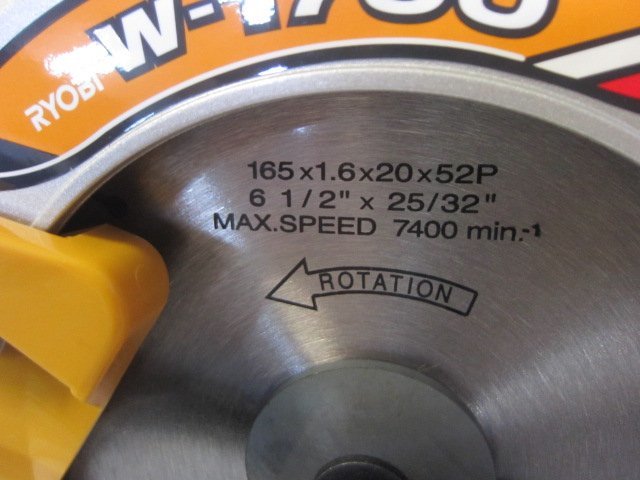 RYOBI
165x1.6x20x52P
6 1/2" x 25/32"
MAX.SPEED 7400 min.-1
ROTATION